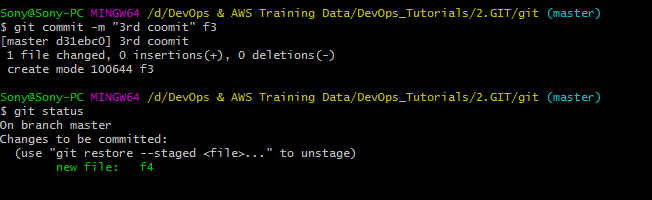 Sony@Sony-PC MINGW64 /d/DevOps & AWS Training Data/DevOps_Tutorials/2.GIT/git (master)
$ git commit -m "3rd coomit" f3
[master d31ebc0] 3rd coomit
 1 file changed, 0 insertions(+), 0 deletions(-)
 create mode 100644 f3
Sony@Sony-PC MINGW64 /d/DevOps & AWS Training Data/DevOps_Tutorials/2.GIT/git (master)
$ git status
On branch master
Changes to be committed:
  (use "git restore --staged <file>..." to unstage)
        new file:   f4